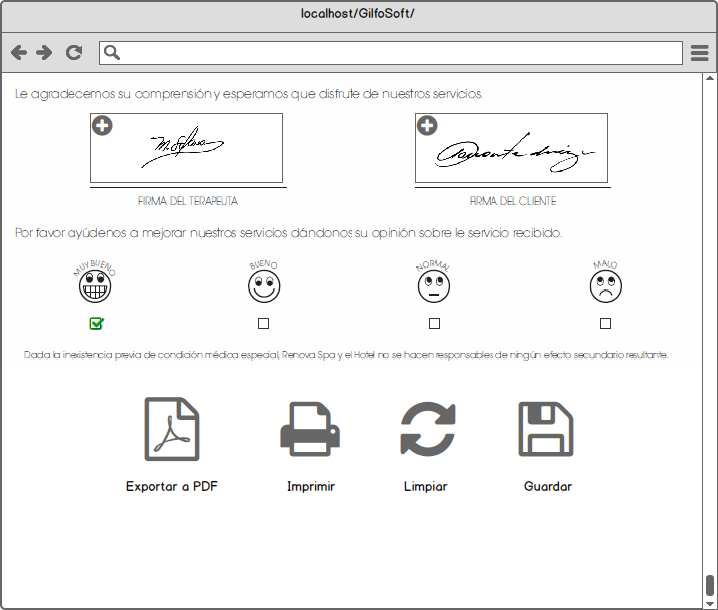 localhost/GilfoSoft/
Le agradecemos su comprensión y esperamos que disfrute de nuestros servicios.
FIRMA DEL TERAPEUTA
FIRMA DEL CLIENTE
Por favor ayúdenos a mejorar nuestros servicios dándonos su opinión sobre le servicio recibido.
MUY BUENO
BUENO
NORMAL
MALO
Dada la inexistencia previa de condición médica especial, Renova Spa y el Hotel no se hacen responsables de ningún efecto secundario resultante.
Exportar a PDF
Imprimir
Limpiar
Guardar